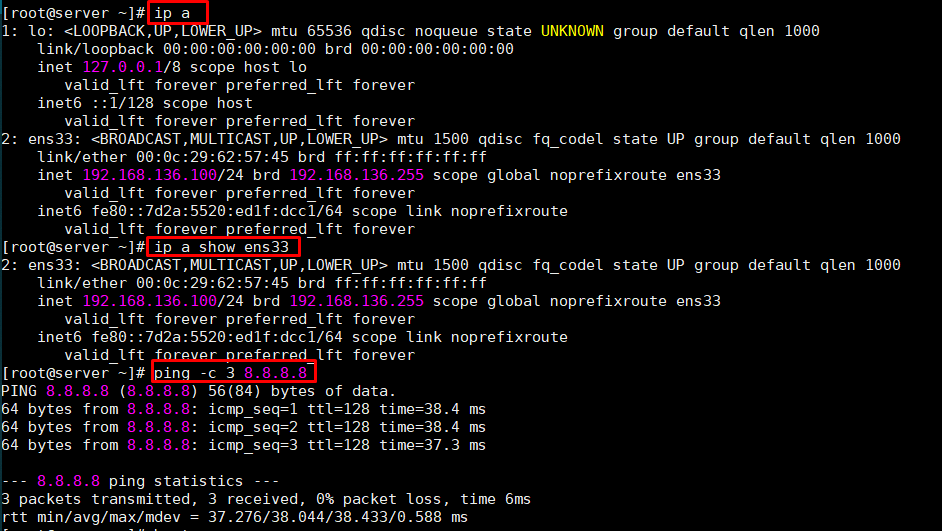 [root@server ~]# ip a
1: lo: <LOOPBACK,UP,LOWER_UP> mtu 65536 qdisc noqueue state UNKNOWN group default qlen 1000
    link/loopback 00:00:00:00:00:00 brd 00:00:00:00:00:00
    inet 127.0.0.1/8 scope host lo
       valid_lft forever preferred_lft forever
    inet6 ::1/128 scope host
       valid_lft forever preferred_lft forever
2: ens33: <BROADCAST,MULTICAST,UP,LOWER_UP> mtu 1500 qdisc fq_codel state UP group default qlen 1000
    link/ether 00:0c:29:62:57:45 brd ff:ff:ff:ff:ff:ff
    inet 192.168.136.100/24 brd 192.168.136.255 scope global noprefixroute ens33
       valid_lft forever preferred_lft forever
    inet6 fe80::7d2a:5520:ed1f:dcc1/64 scope link noprefixroute
       valid_lft forever preferred_lft forever
[root@server ~]# ip a show ens33
2: ens33: <BROADCAST,MULTICAST,UP,LOWER_UP> mtu 1500 qdisc fq_codel state UP group default qlen 1000
    link/ether 00:0c:29:62:57:45 brd ff:ff:ff:ff:ff:ff
    inet 192.168.136.100/24 brd 192.168.136.255 scope global noprefixroute ens33
       valid_lft forever preferred_lft forever
    inet6 fe80::7d2a:5520:ed1f:dcc1/64 scope link noprefixroute
       valid_lft forever preferred_lft forever
[root@server ~]# ping -c 3 8.8.8.8
PING 8.8.8.8 (8.8.8.8) 56(84) bytes of data.
64 bytes from 8.8.8.8: icmp_seq=1 ttl=128 time=38.4 ms
64 bytes from 8.8.8.8: icmp_seq=2 ttl=128 time=38.4 ms
64 bytes from 8.8.8.8: icmp_seq=3 ttl=128 time=37.3 ms

--- 8.8.8.8 ping statistics ---
3 packets transmitted, 3 received, 0% packet loss, time 6ms
rtt min/avg/max/mdev = 37.276/38.044/38.433/0.588 ms